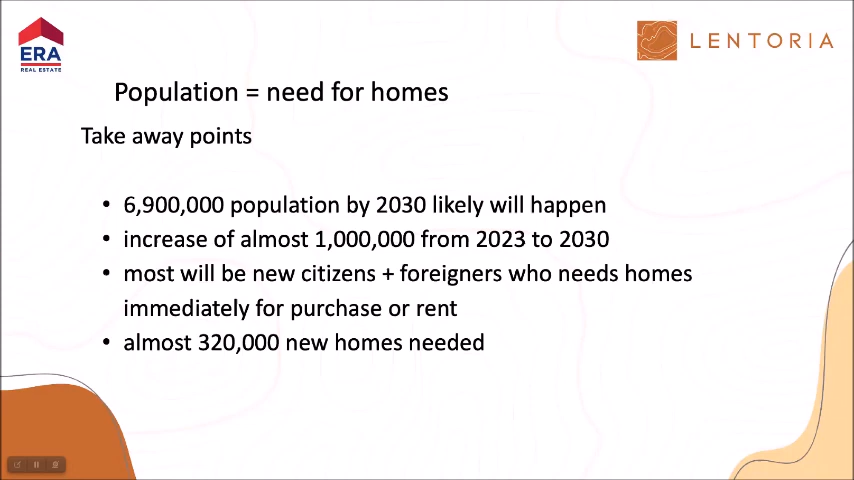 ERA
REAL ESTATE
LENTORIA
Population = need for homes
Take away points
• 6,900,000 population by 2030 likely will happen
• increase of almost 1,000,000 from 2023 to 2030
• most will be new citizens + foreigners who needs homes
immediately for purchase or rent
• almost 320,000 new homes needed